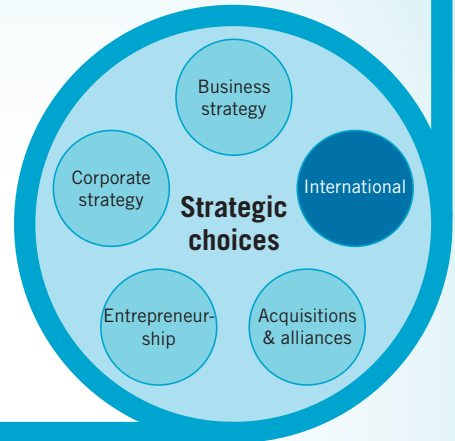 Business
strategy
Corporate
strategy
International
Strategic
choices
Entrepreneur-
ship
Acquisitions
& alliances